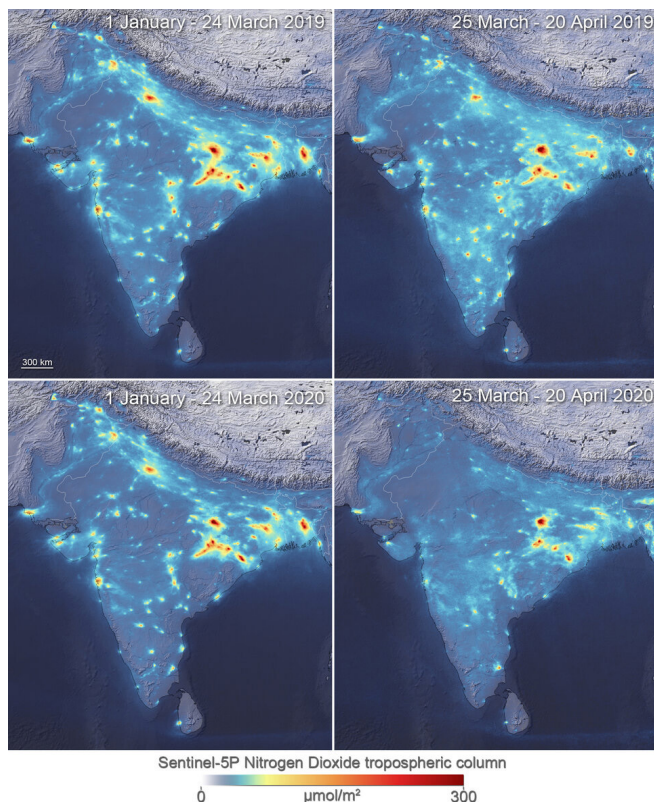 1 January - 24 March 2019
25 March - 20 April 2019
300 km
1 January - 24 March 2020
25 March - 20 April 2020
Sentinel-5P Nitrogen Dioxide tropospheric column
0
µmol/m²
300